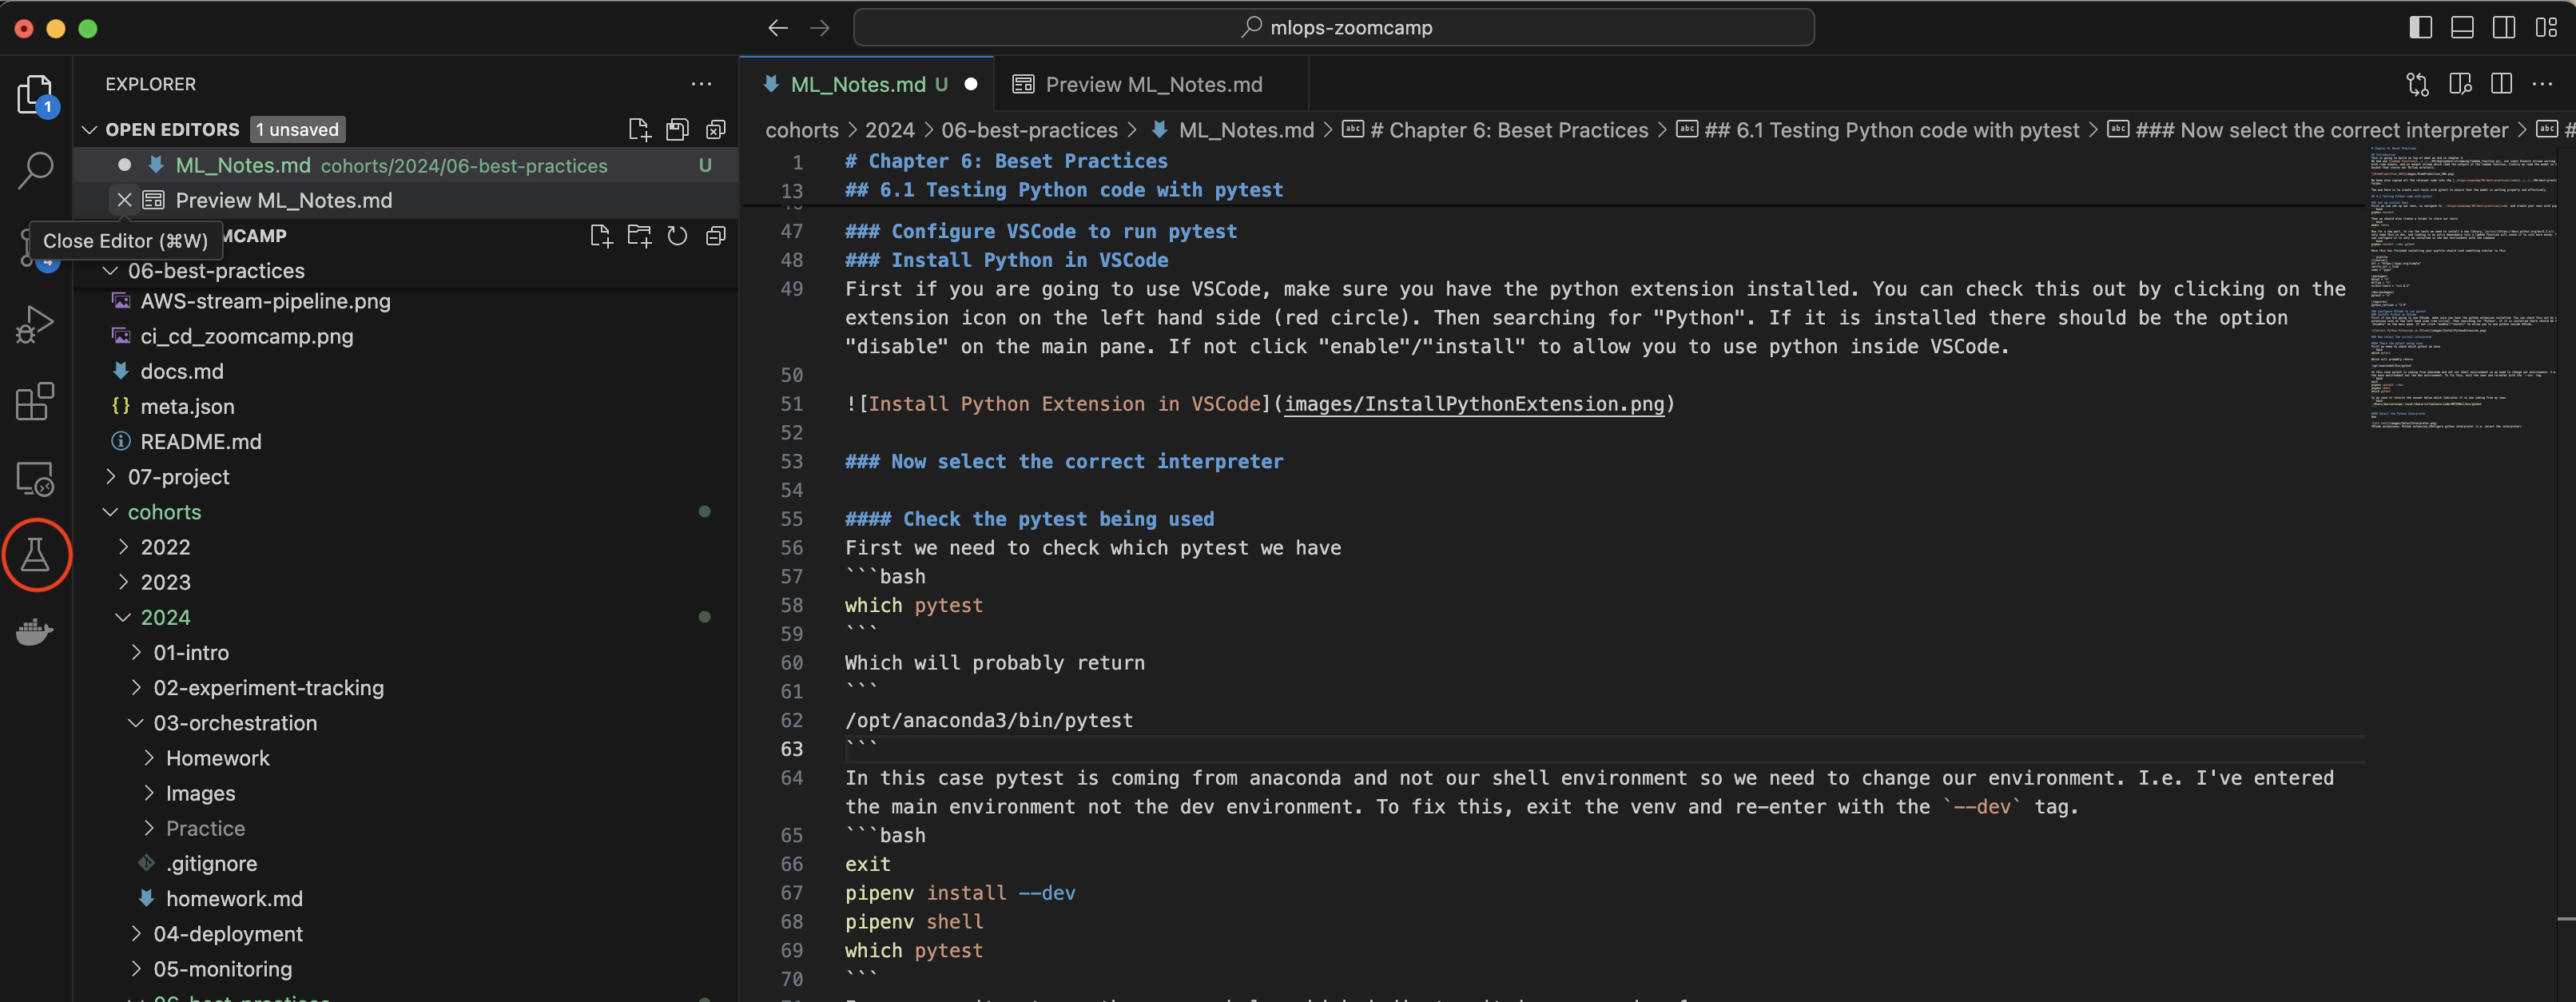 mlops-zoomcamp
EXPLORER
ML_Notes.md U
Preview ML_Notes.md
1
OPEN EDITORS 1 unsaved
cohorts > 2024 > 06-best-practices > ML_Notes.md > # Chapter 6: Beset Practices > ## 6.1 Testing Python code with pytest > ### Now select the correct interpreter > #
ML_Notes.md cohorts/2024/06-best-practices U
Preview ML_Notes.md
Close Editor (⌘W)
MCAMP
4
06-best-practices
AWS-stream-pipeline.png
ci_cd_zoomcamp.png
docs.md
meta.json
README.md
07-project
cohorts
2022
2023
2024
01-intro
02-experiment-tracking
03-orchestration
Homework
Images
Practice
.gitignore
homework.md
04-deployment
05-monitoring
1 # Chapter 6: Beset Practices
13 ## 6.1 Testing Python code with pytest
47 ### Configure VSCode to run pytest
48 ### Install Python in VSCode
49 First if you are going to use VSCode, make sure you have the python extension installed. You can check this out by clicking on the
extension icon on the left hand side (red circle). Then searching for "Python". If it is installed there should be the option
"disable" on the main pane. If not click "enable"/"install" to allow you to use python inside VSCode.
50
51 ![Install Python Extension in VSCode](images/InstallPythonExtension.png)
52
53 ### Now select the correct interpreter
54
55 #### Check the pytest being used
56 First we need to check which pytest we have
57 ```bash
58 which pytest
59 ```
60 Which will probably return
61 ```
62 /opt/anaconda3/bin/pytest
63 ```
64 In this case pytest is coming from anaconda and not our shell environment so we need to change our environment. I.e. I've entered
the main environment not the dev environment. To fix this, exit the venv and re-enter with the `--dev` tag.
65 ```bash
66 exit
67 pipenv install --dev
68 pipenv shell
69 which pytest
70 ```